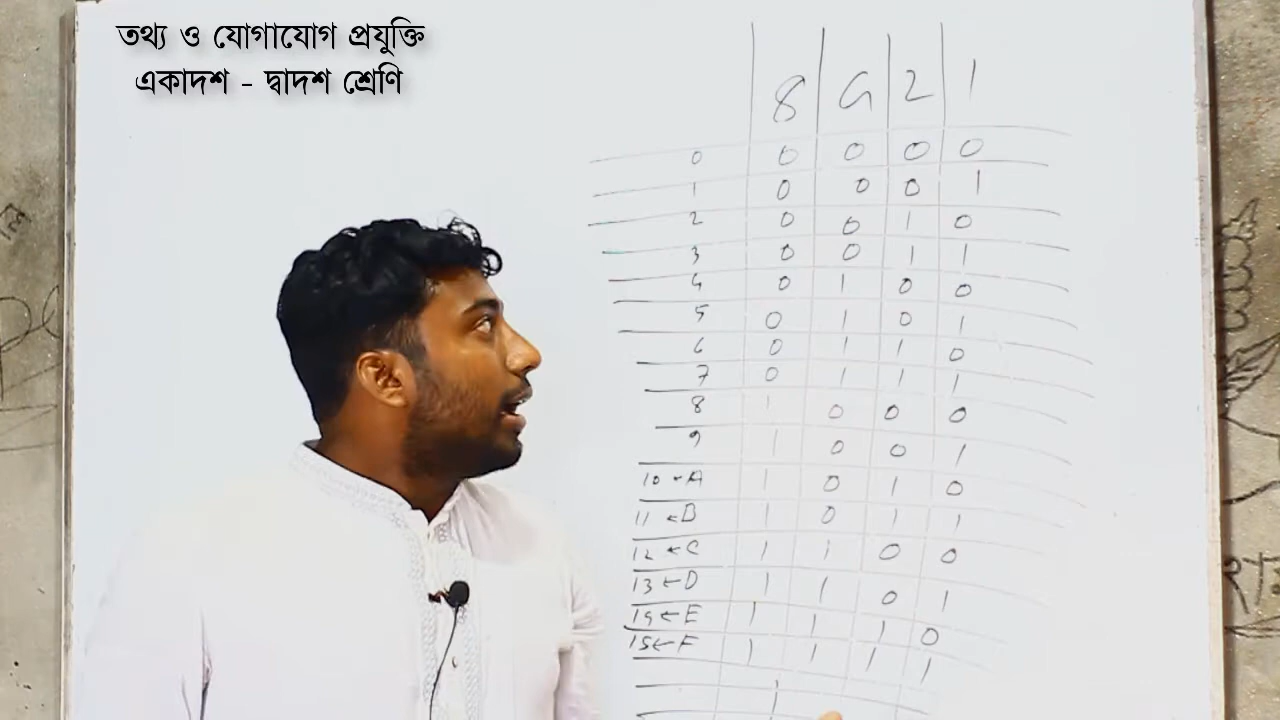 তথ্য ও যোগাযোগ প্রযুক্তি
একাদশ - দ্বাদশ শ্রেণি
8 4 2 1
0 0 0 0 0
1 0 0 0 1
2 0 0 1 0
3 0 0 1 1
4 0 1 0 0
5 0 1 0 1
6 0 1 1 0
7 0 1 1 1
8 1 0 0 0
9 1 0 0 1
10 ← A 1 0 1 0
11 ← B 1 0 1 1
12 ← C 1 1 0 0
13 ← D 1 1 0 1
14 ← E 1 1 1 0
15 ← F 1 1 1 1
1